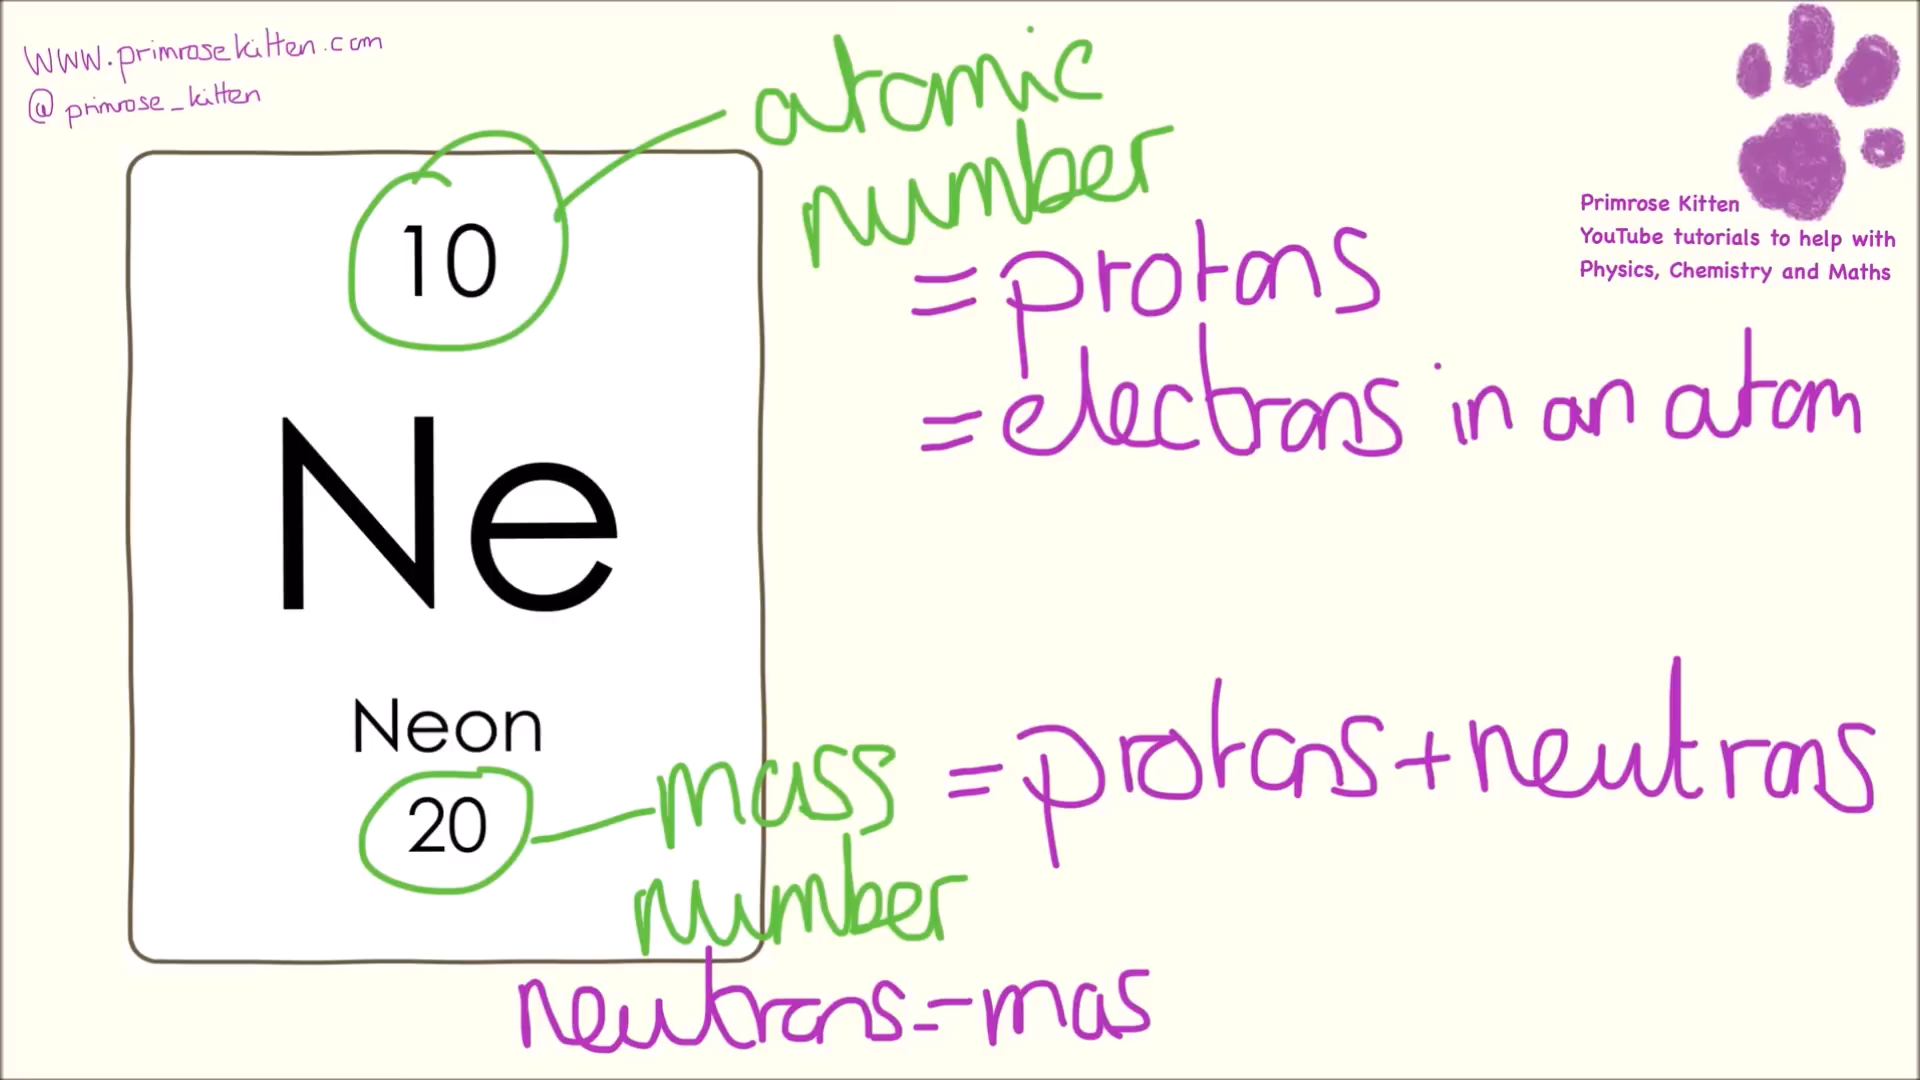 www.primrosekitten.com
@primrose_kitten
atomic
number
Primrose Kitten
YouTube tutorials to help with
Physics, Chemistry and Maths
10
= protons
= electrons in an atom
Ne
Neon
20
mass = protons + neutrons
number
neutrons = mas